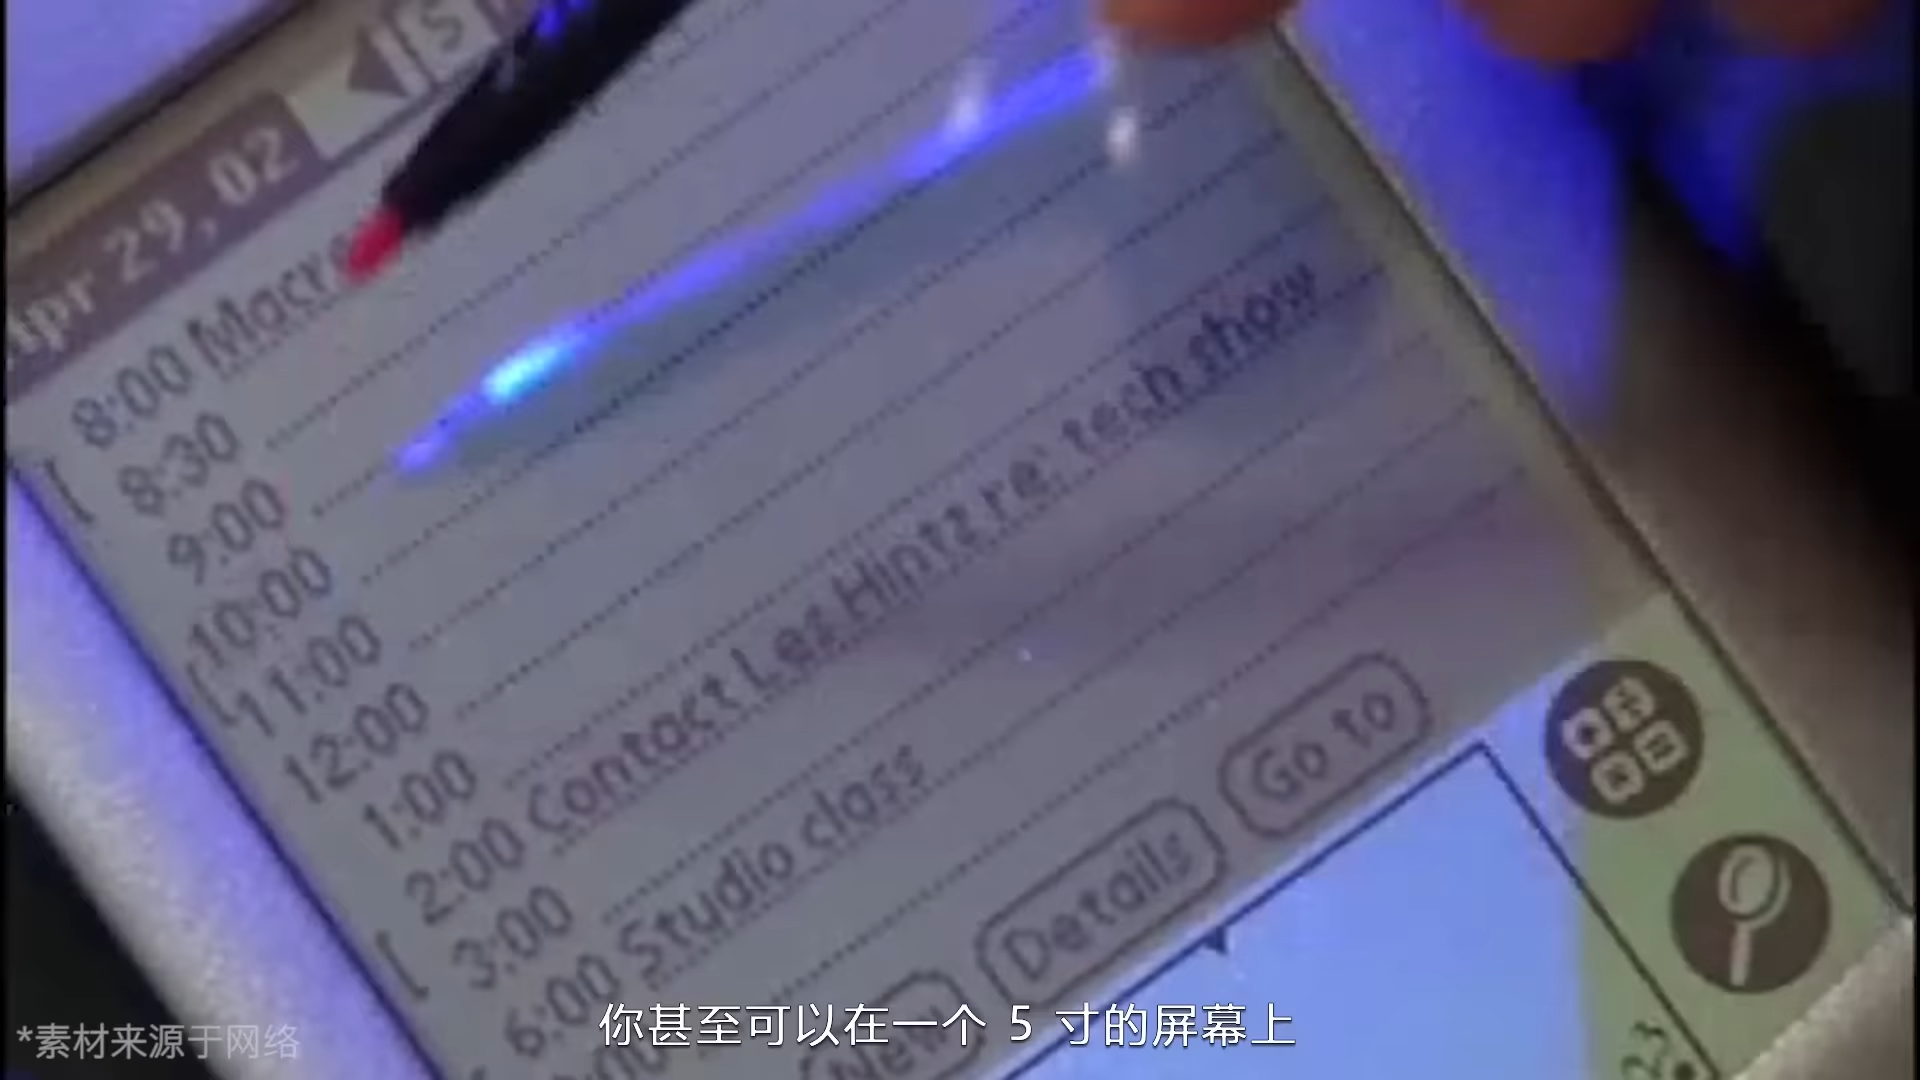 Apr 29, 02
S
8:00 Macr
8:30
9:00
10:00
11:00
12:00
1:00
2:00 Contact Les Hintz re: tech show
3:00
6:00 Studio class
New Details Go to
你甚至可以在一个 5 寸的屏幕上
*素材来源于网络